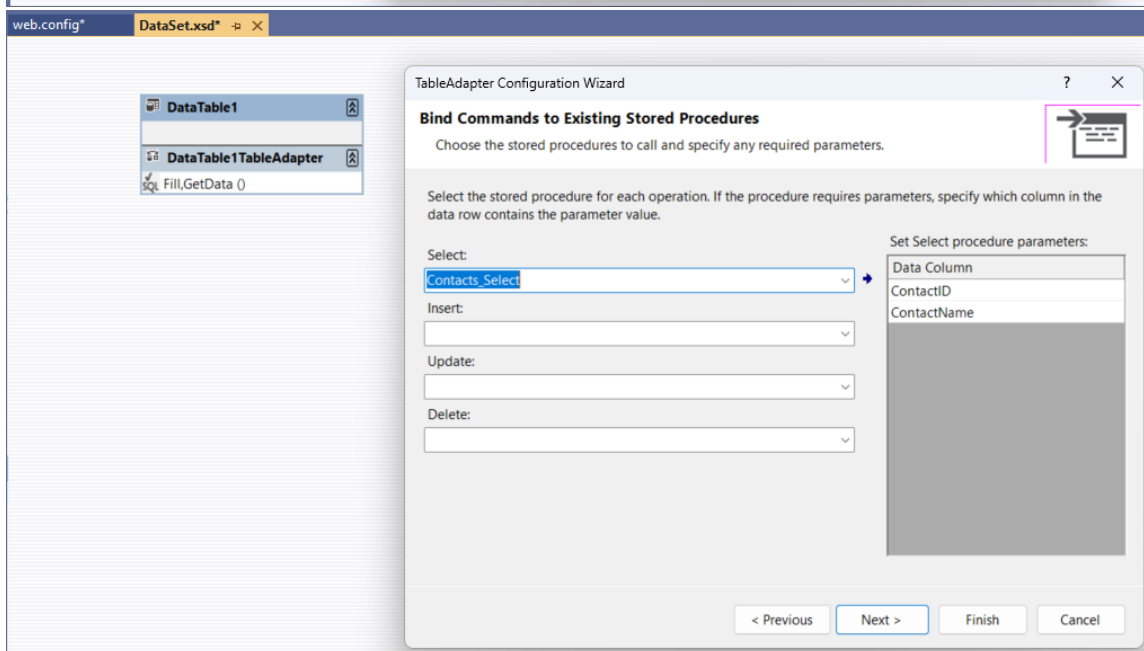 web.config*
DataSet.xsd*
DataTable1
DataTable1TableAdapter
SQL Fill,GetData ()
TableAdapter Configuration Wizard
?
Bind Commands to Existing Stored Procedures
Choose the stored procedures to call and specify any required parameters.
Select the stored procedure for each operation. If the procedure requires parameters, specify which column in the
data row contains the parameter value.
Select:
Contacts_Select
Insert:
Update:
Delete:
Set Select procedure parameters:
Data Column
ContactID
ContactName
< Previous
Next >
Finish
Cancel